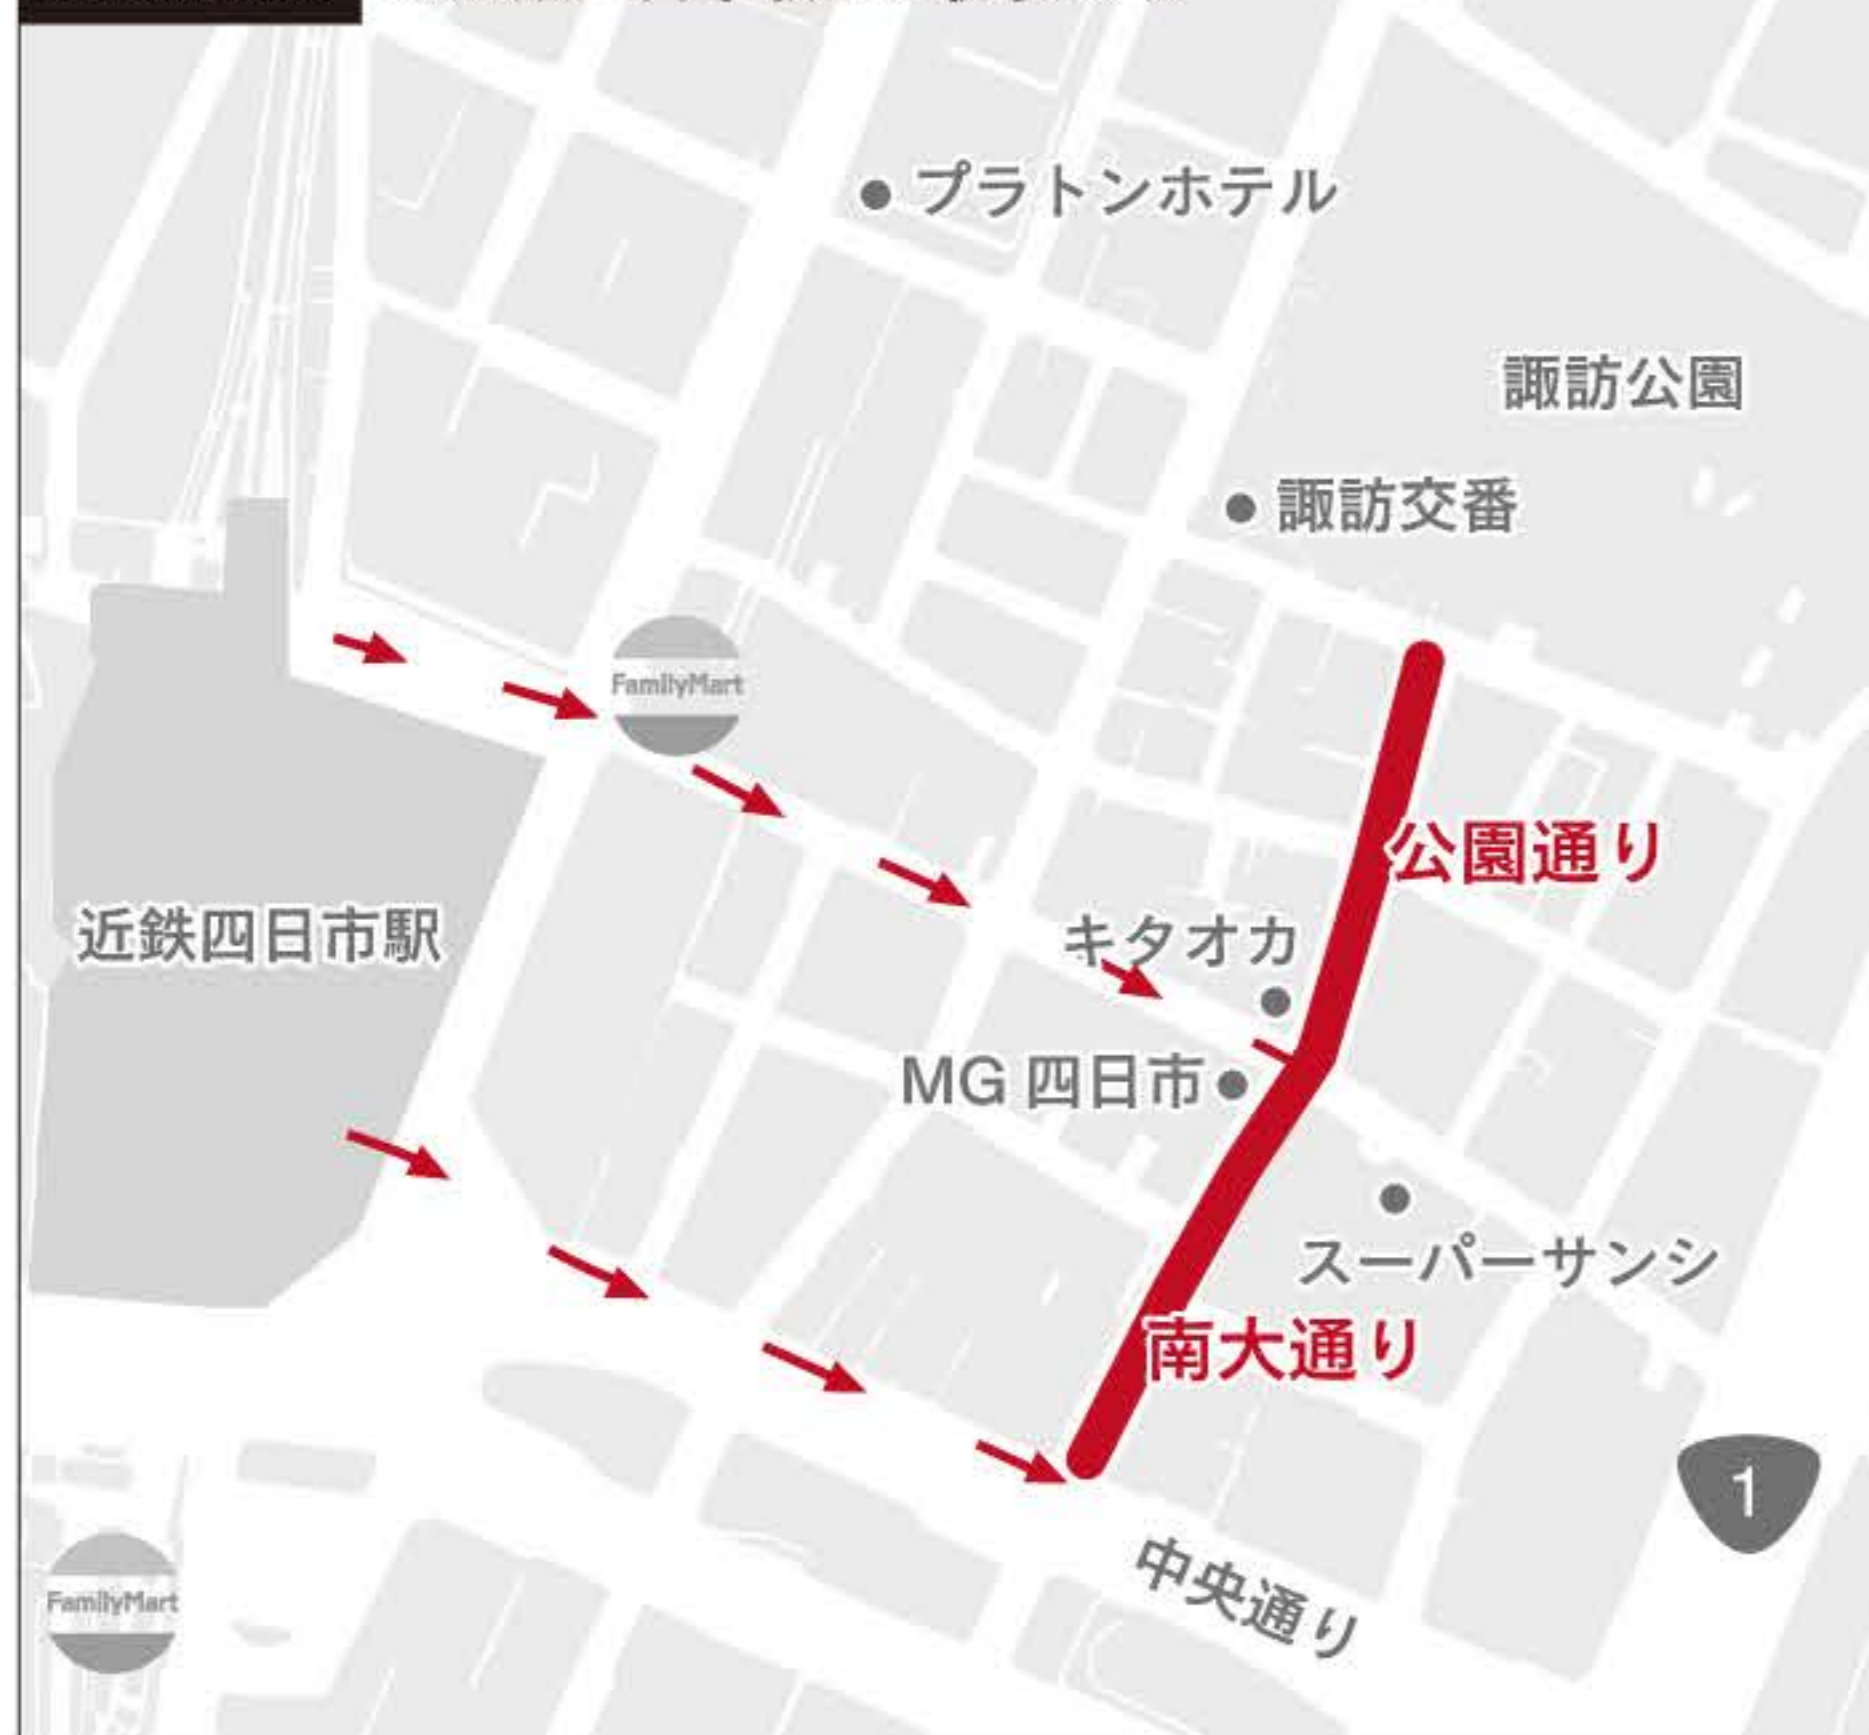 プラトンホテル
諏訪公園
諏訪交番
FamilyMart
公園通り
近鉄四日市駅
キタオカ
MG 四日市
スーパーサンシ
南大通り
1
中央通り
FamilyMart